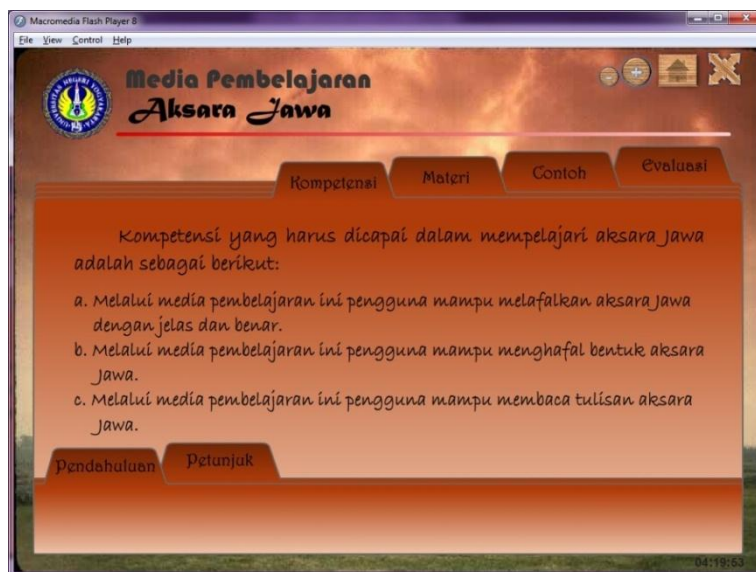 Macromedia Flash Player 8
File View Control Help
Media Pembelajaran
Aksara Jawa
Kompetensi
Materi
Contoh
Evaluasi
Kompetensi yang harus dicapai dalam mempelajari aksara Jawa
adalah sebagai berikut:
a. Melalui media pembelajaran ini pengguna mampu melafalkan aksara Jawa
dengan jelas dan benar.
b. Melalui media pembelajaran ini pengguna mampu menghafal bentuk aksara
Jawa.
c. Melalui media pembelajaran ini pengguna mampu membaca tulisan aksara
Jawa.
Pendahuluan
Petunjuk
04:19:53